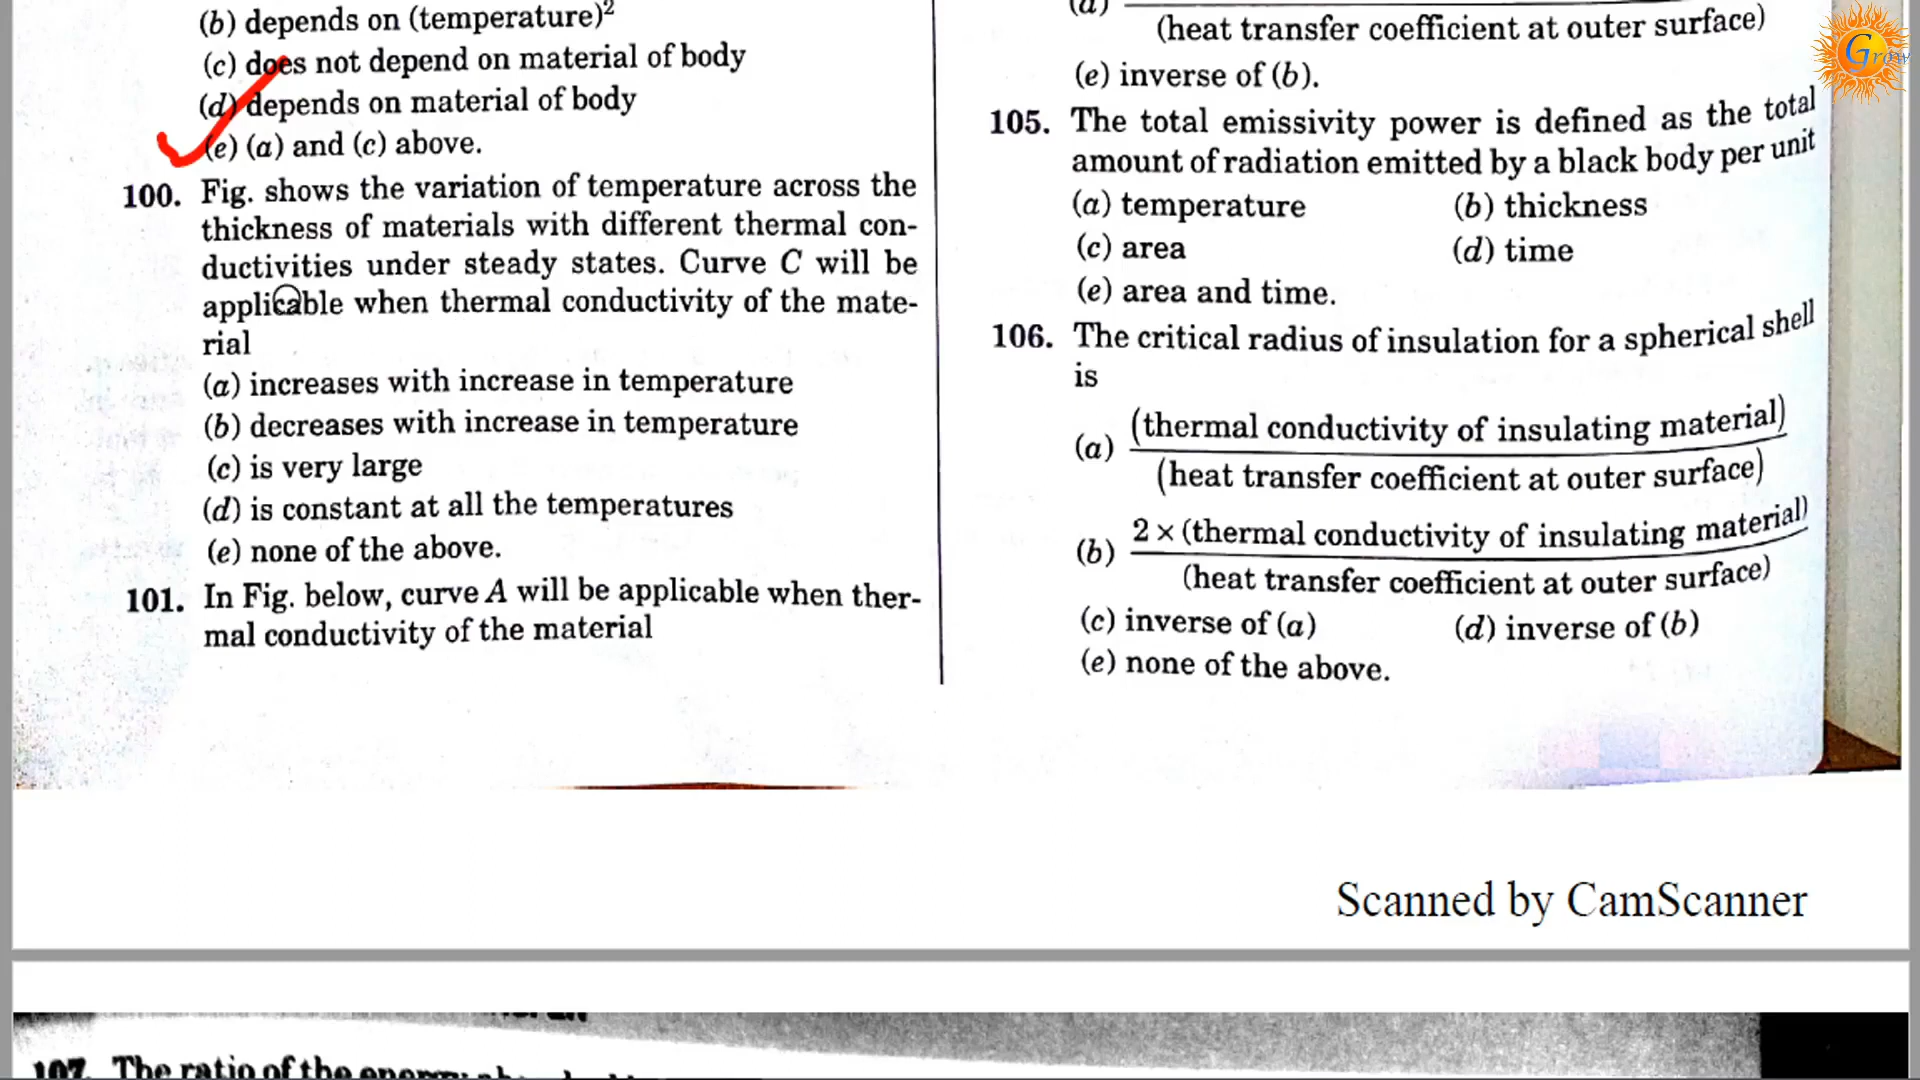 (b) depends on (temperature)²
(c) does not depend on material of body
(d) depends on material of body
(e) (a) and (c) above.
100. Fig. shows the variation of temperature across the
thickness of materials with different thermal con-
ductivities under steady states. Curve C will be
applicable when thermal conductivity of the mate-
rial
(a) increases with increase in temperature
(b) decreases with increase in temperature
(c) is very large
(d) is constant at all the temperatures
(e) none of the above.
101. In Fig. below, curve A will be applicable when ther-
mal conductivity of the material
(d)
(heat transfer coefficient at outer surface)
(e) inverse of (b).
105. The total emissivity power is defined as the total
amount of radiation emitted by a black body per unit
(a) temperature (b) thickness
(c) area (d) time
(e) area and time.
106. The critical radius of insulation for a spherical shell
is
(a) (thermal conductivity of insulating material)
(heat transfer coefficient at outer surface)
(b) 2 × (thermal conductivity of insulating material)
(heat transfer coefficient at outer surface)
(c) inverse of (a) (d) inverse of (b)
(e) none of the above.
Grow
Scanned by CamScanner
107. The ratio of the energy